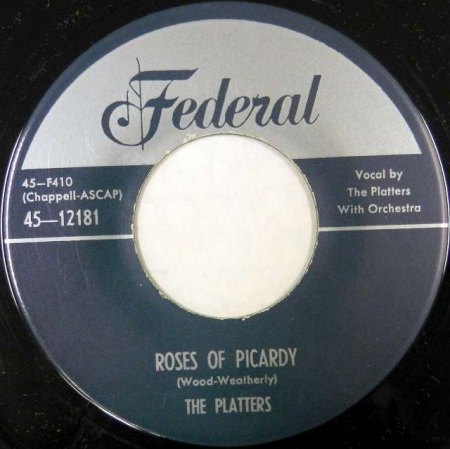 Federal
45—F410
(Chappell-ASCAP)
45—12181
Vocal by
The Platters
With Orchestra
ROSES OF PICARDY
(Wood-Weatherly)
THE PLATTERS